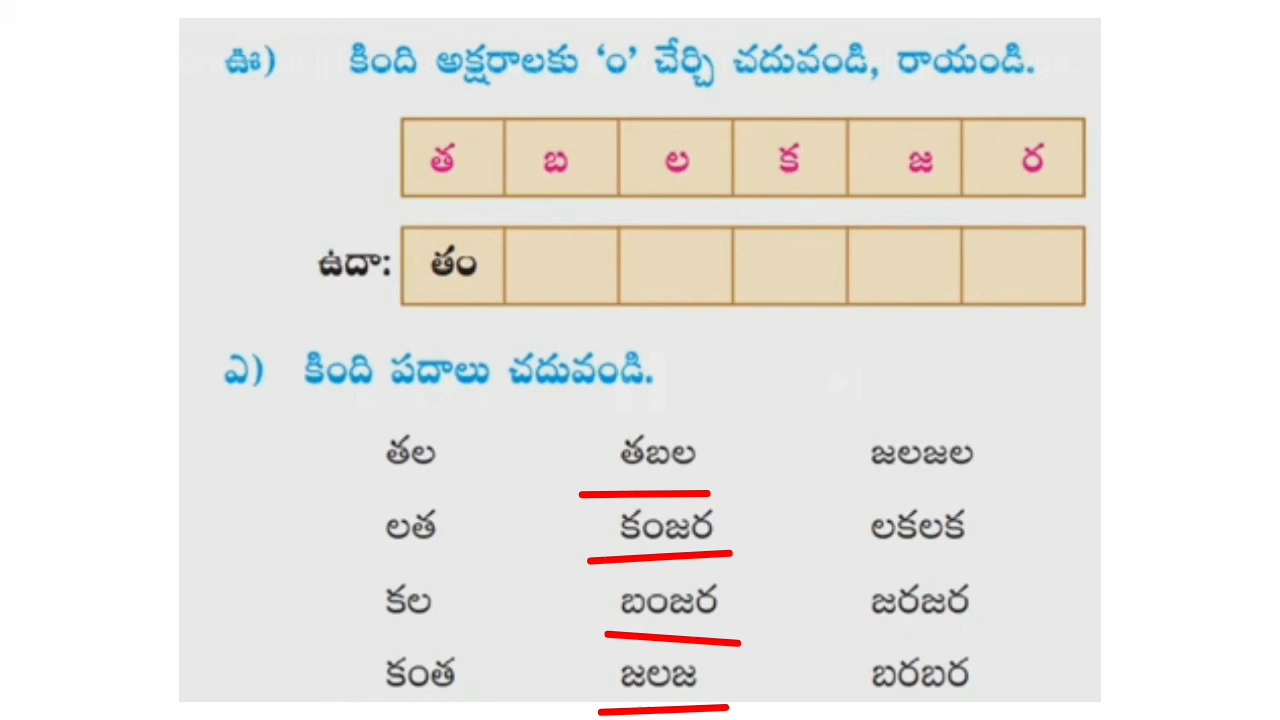 ఊ) కింది అక్షరాలకు ‘ం’ చేర్చి చదువండి, రాయండి.
త బ ల క జ ర
ఉదా: తం
ఎ) కింది పదాలు చదువండి.
తల తబల జలజల
లత కంజర లకలక
కల బంజర జరజర
కంత జలజ బరబర